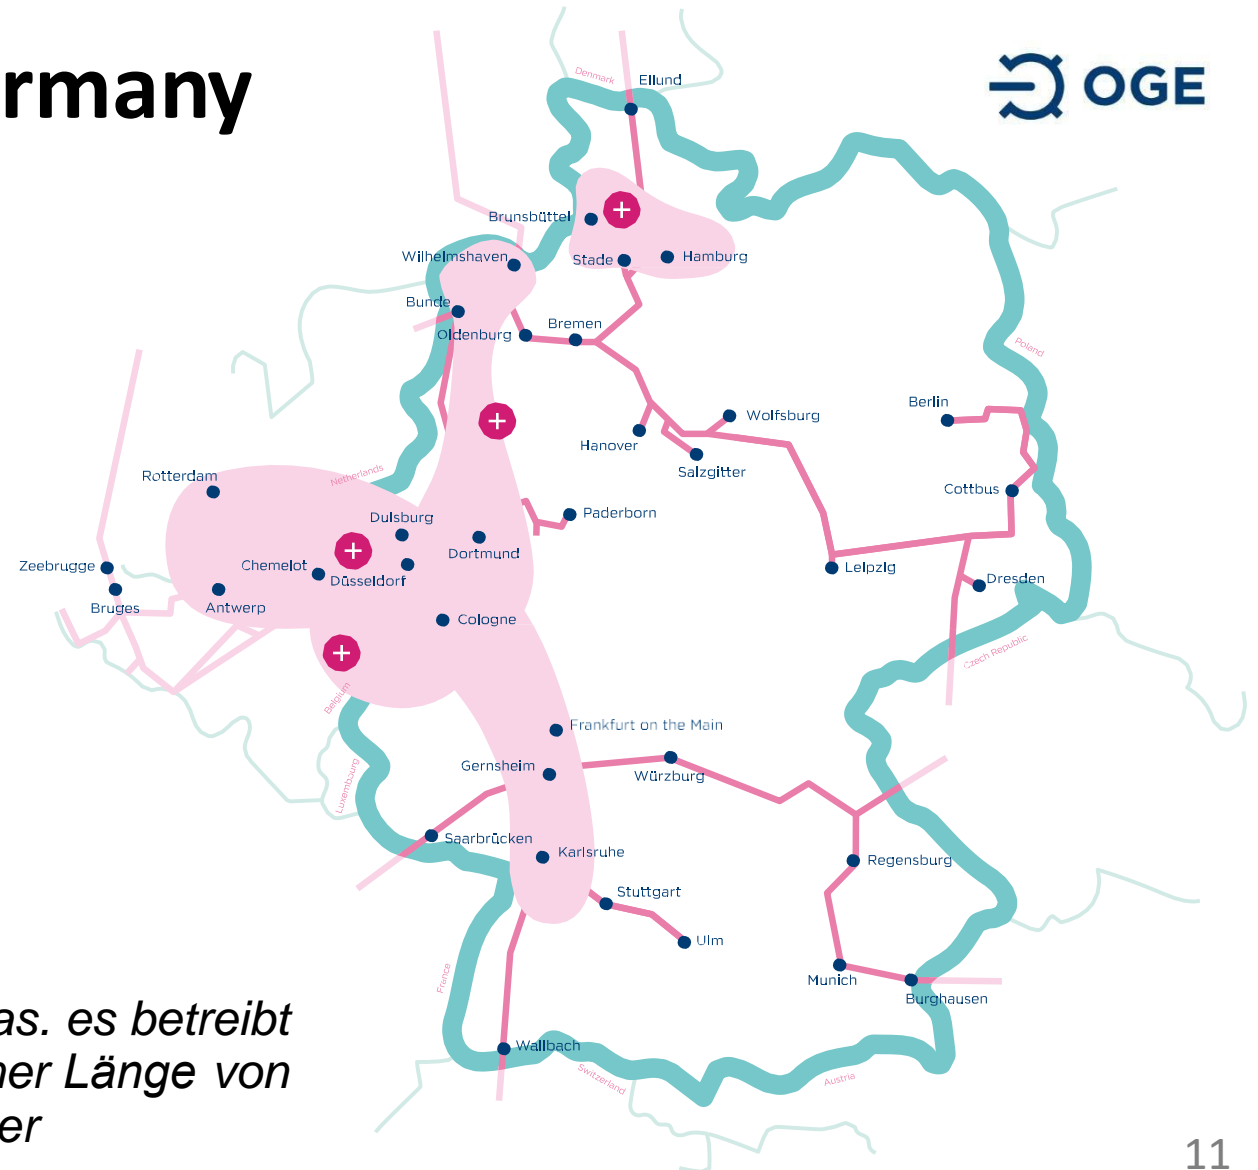 ermany
OGE
Denmark
Ellund
Brunsbüttel
Wilhelmshaven
Stade
Hamburg
Bunde
Bremen
Oldenburg
Poland
Berlin
Wolfsburg
Hanover
Salzgitter
Rotterdam
Netherlands
Cottbus
Duisburg
Paderborn
Dortmund
Zeebrugge
Chemelot
Düsseldorf
Leipzig
Dresden
Bruges
Antwerp
Cologne
Czech Republic
Belgium
Frankfurt on the Main
Luxembourg
Gernsheim
Würzburg
Saarbrücken
Karlsruhe
Regensburg
Stuttgart
Ulm
France
Munich
Burghausen
as. es betreibt
Wallbach
ner Länge von
Switzerland
Austria
er
11